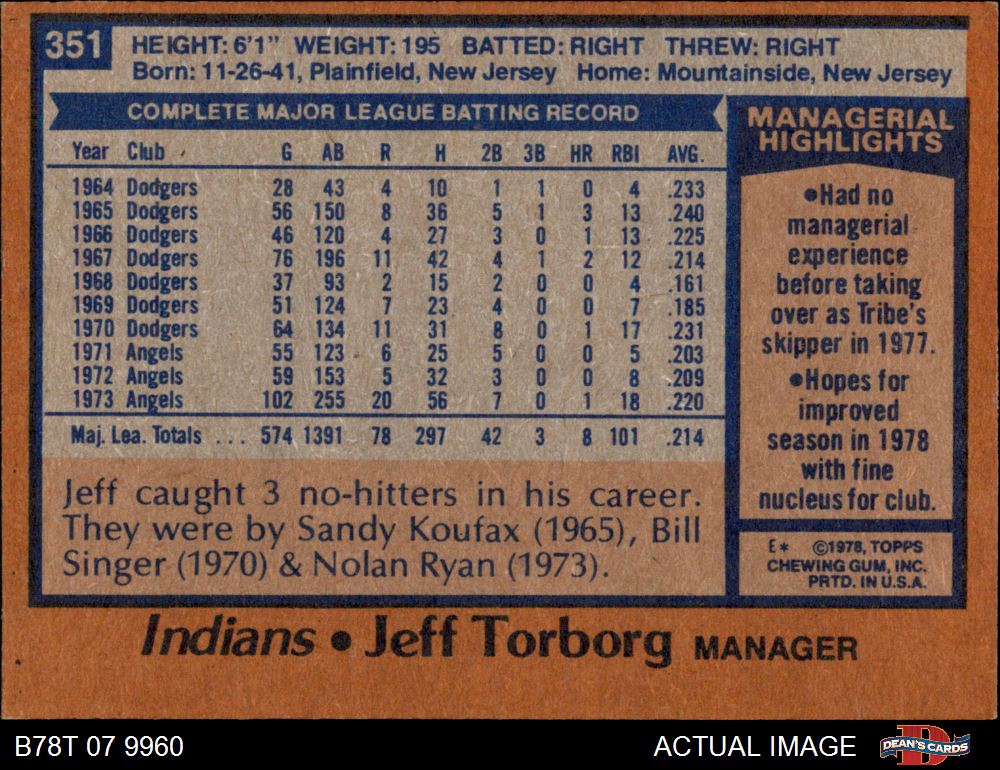 351
HEIGHT: 6'1" WEIGHT: 195 BATTED: RIGHT THREW: RIGHT
Born: 11-26-41, Plainfield, New Jersey Home: Mountainside, New Jersey
COMPLETE MAJOR LEAGUE BATTING RECORD
Year Club G AB R H 2B 3B HR RBI AVG.
1964 Dodgers 28 43 4 10 1 1 0 4 .233
1965 Dodgers 56 150 8 36 5 1 3 13 .240
1966 Dodgers 46 120 4 27 3 0 1 13 .225
1967 Dodgers 76 196 11 42 4 1 2 12 .214
1968 Dodgers 37 93 2 15 2 0 0 4 .161
1969 Dodgers 51 124 7 23 4 0 0 7 .185
1970 Dodgers 64 134 11 31 8 0 1 17 .231
1971 Angels 55 123 6 25 5 0 0 5 .203
1972 Angels 59 153 5 32 3 0 0 8 .209
1973 Angels 102 255 20 56 7 0 1 18 .220
Maj. Lea. Totals ... 574 1391 78 297 42 3 8 101 .214
Jeff caught 3 no-hitters in his career.
They were by Sandy Koufax (1965), Bill
Singer (1970) & Nolan Ryan (1973).
MANAGERIAL
HIGHLIGHTS
•Had no
managerial
experience
before taking
over as Tribe's
skipper in 1977.
•Hopes for
improved
season in 1978
with fine
nucleus for club.
E* ©1978, TOPPS
CHEWING GUM, INC.
PRTD. IN U.S.A.
Indians • Jeff Torborg MANAGER
B78T 07 9960
ACTUAL IMAGE
D
DEAN'S CARDS